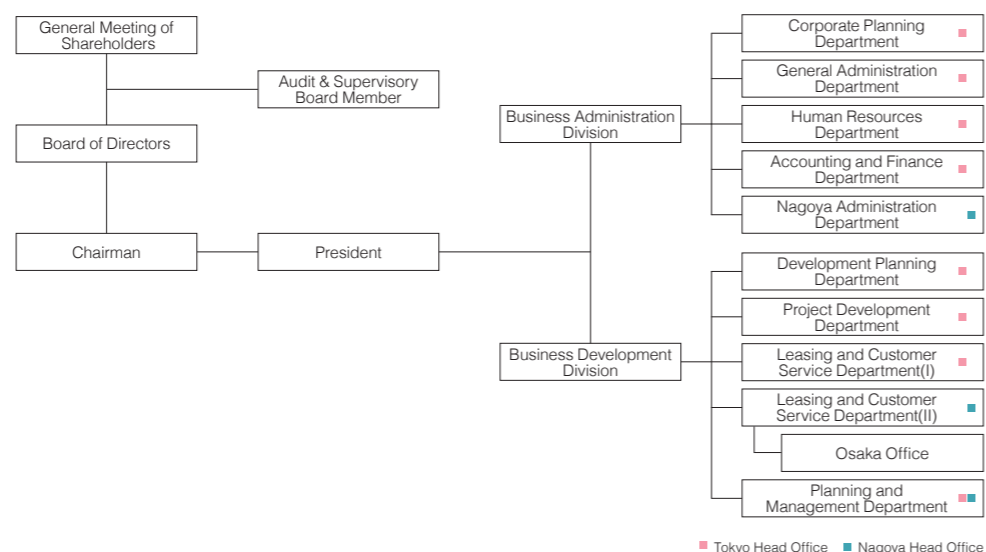 General Meeting of
Shareholders
Audit & Supervisory
Board Member
Board of Directors
Chairman
President
Business Administration
Division
Corporate Planning
Department
General Administration
Department
Human Resources
Department
Accounting and Finance
Department
Nagoya Administration
Department
Business Development
Division
Development Planning
Department
Project Development
Department
Leasing and Customer
Service Department(I)
Leasing and Customer
Service Department(II)
Osaka Office
Planning and
Management Department
Tokyo Head Office
Nagoya Head Office